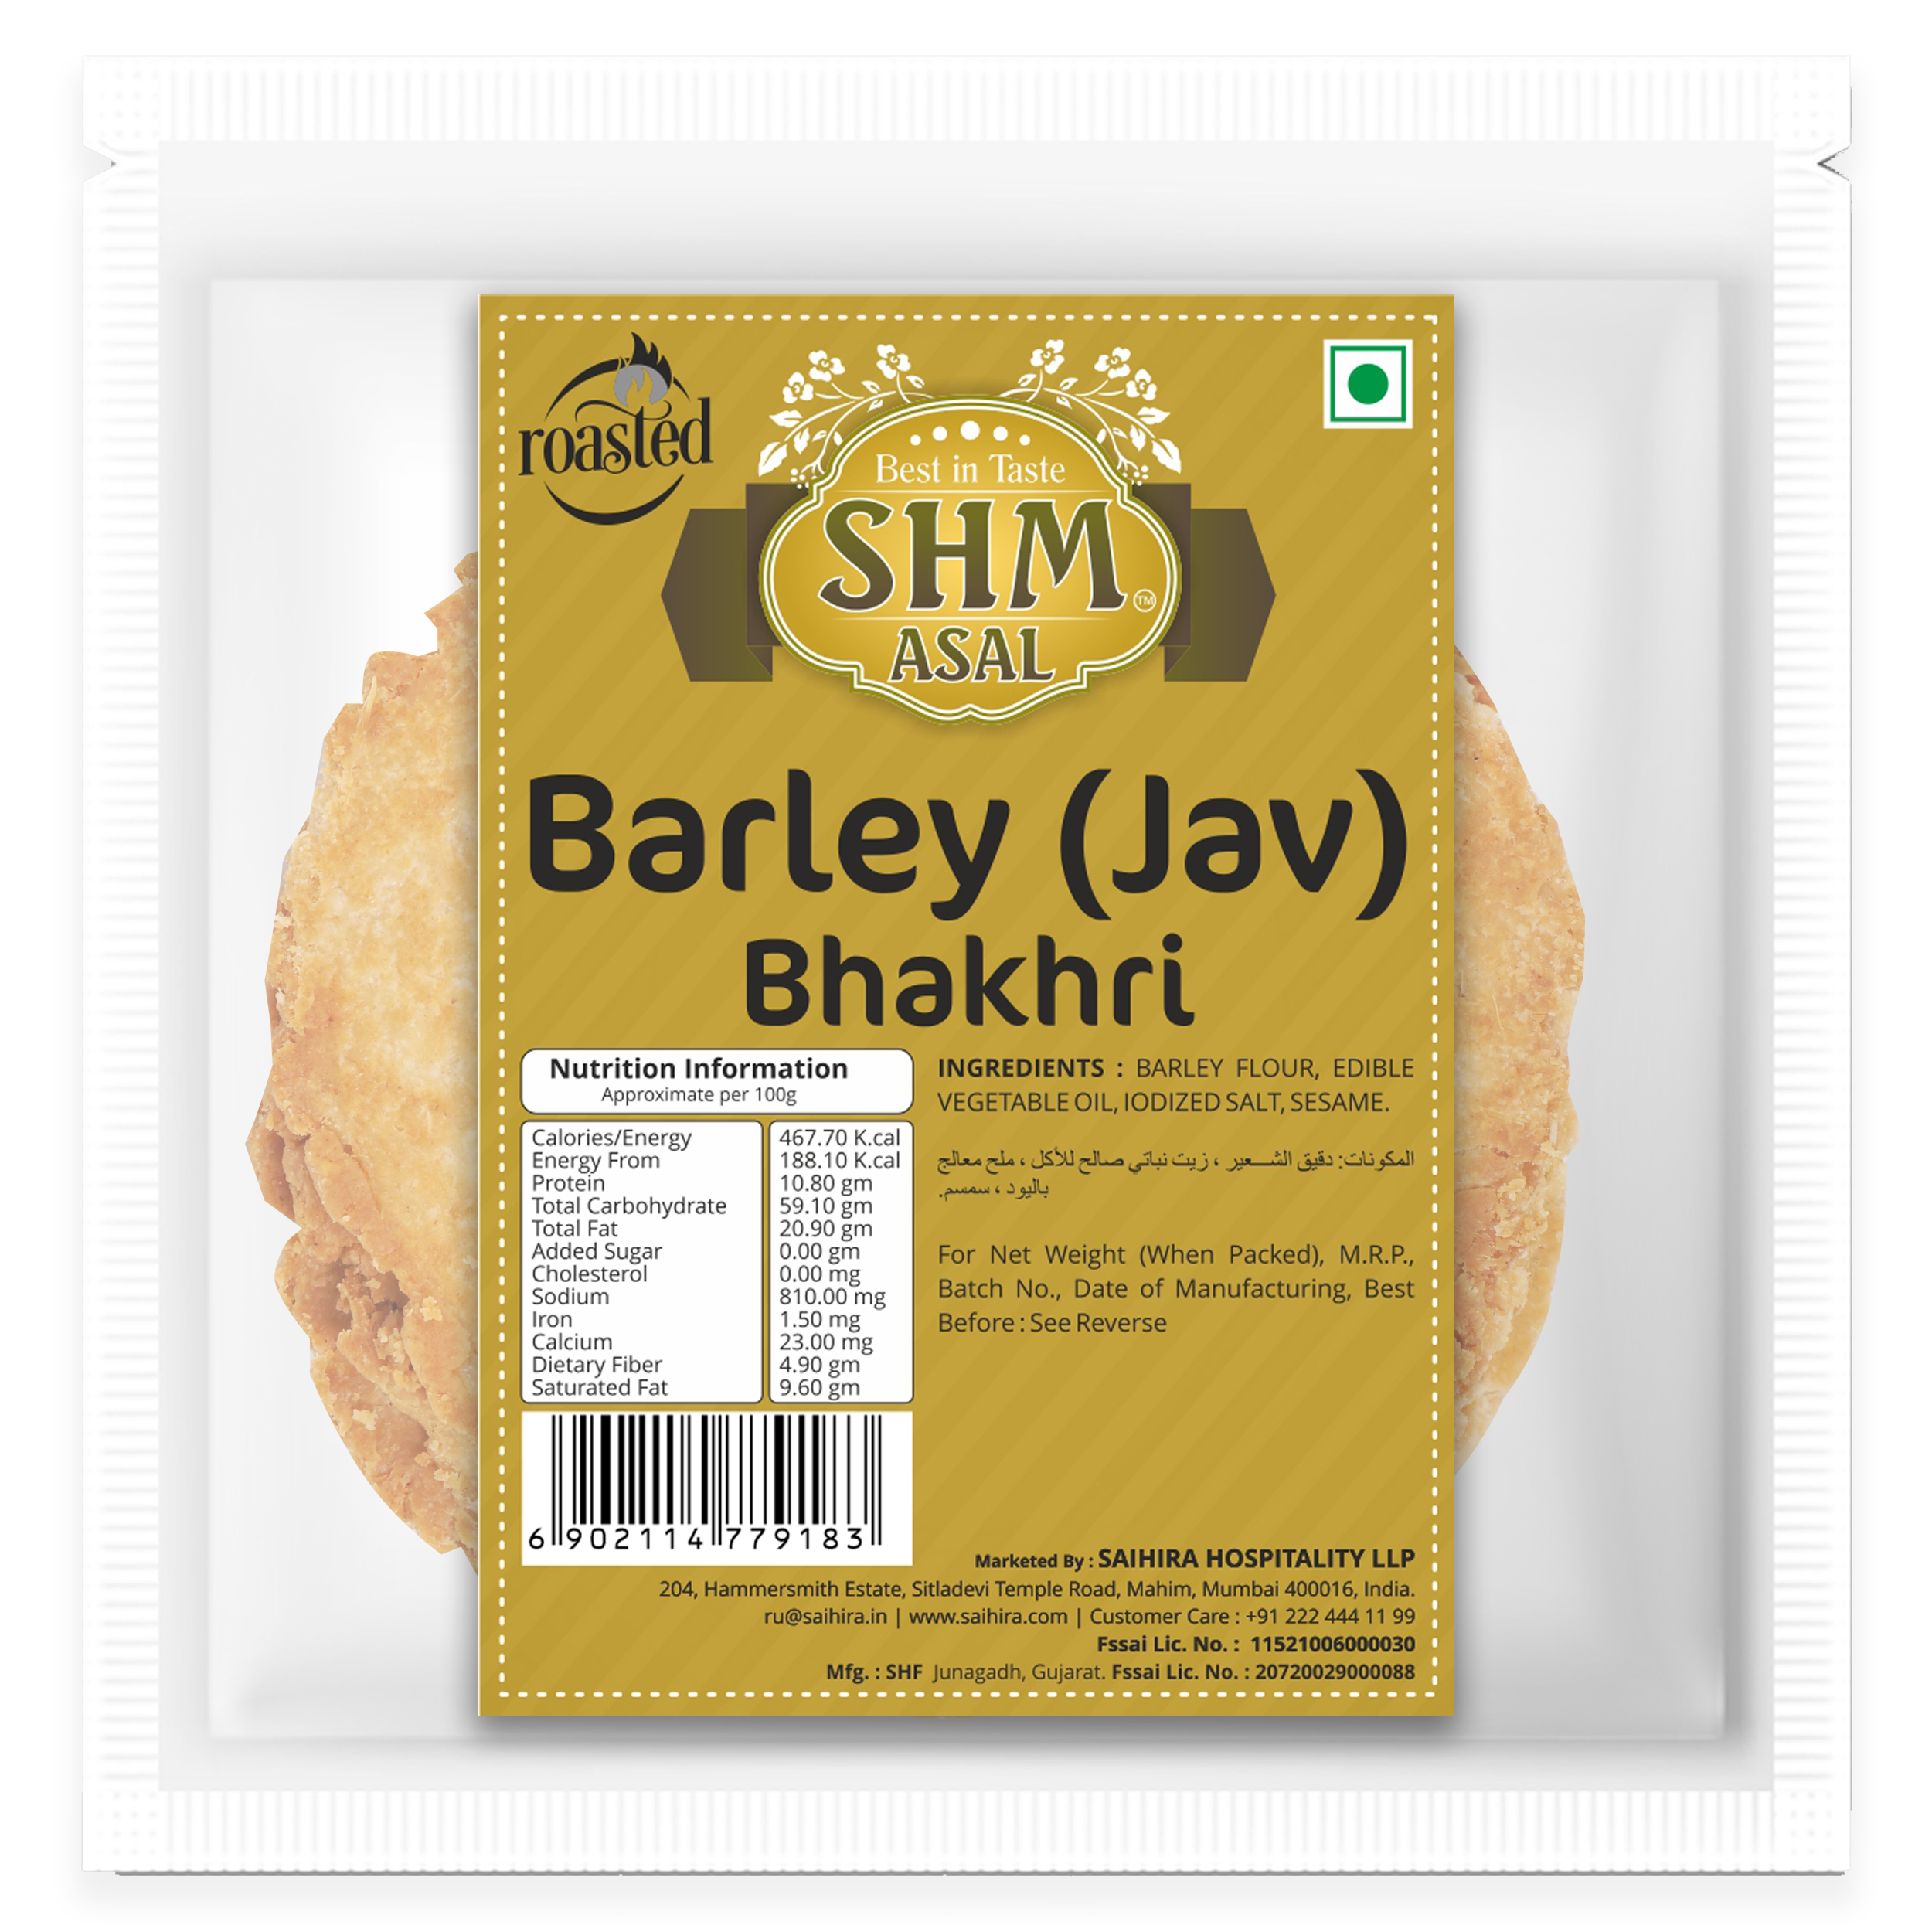 roasted
Best in Taste
SHM
TM
ASAL
Barley (Jav)
Bhakhri
Nutrition Information
Approximate per 100g
Calories/Energy 467.70 K.cal
Energy From 188.10 K.cal
Protein 10.80 gm
Total Carbohydrate 59.10 gm
Total Fat 20.90 gm
Added Sugar 0.00 gm
Cholesterol 0.00 mg
Sodium 810.00 mg
Iron 1.50 mg
Calcium 23.00 mg
Dietary Fiber 4.90 gm
Saturated Fat 9.60 gm
6 902114 779183
INGREDIENTS : BARLEY FLOUR, EDIBLE
VEGETABLE OIL, IODIZED SALT, SESAME.
المكونات: دقيق الشـــعير ، زيت نباتي صالح للأكل ، ملح معالج
باليود ، سمسم.
For Net Weight (When Packed), M.R.P.,
Batch No., Date of Manufacturing, Best
Before : See Reverse
Marketed By : SAIHIRA HOSPITALITY LLP
204, Hammersmith Estate, Sitladevi Temple Road, Mahim, Mumbai 400016, India.
ru@saihira.in | www.saihira.com | Customer Care : +91 222 444 11 99
Fssai Lic. No. : 11521006000030
Mfg. : SHF Junagadh, Gujarat. Fssai Lic. No. : 20720029000088